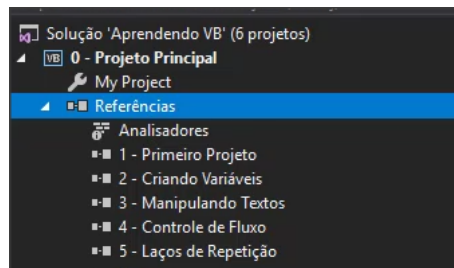 Solução 'Aprendendo VB' (6 projetos)
VB 0 - Projeto Principal
My Project
Referências
Analisadores
1 - Primeiro Projeto
2 - Criando Variáveis
3 - Manipulando Textos
4 - Controle de Fluxo
5 - Laços de Repetição